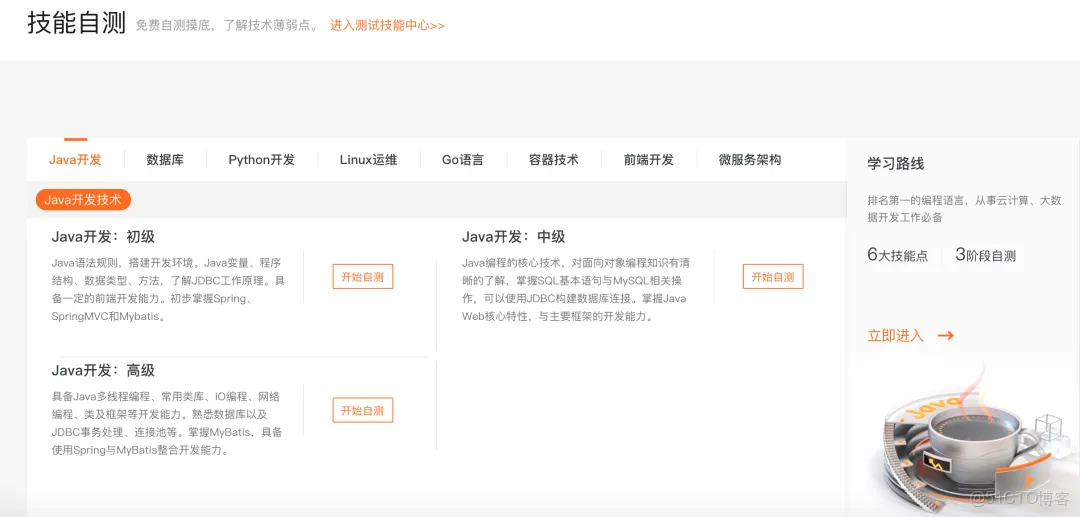 技能自测 免费自测摸底，了解技术薄弱点。 进入测试技能中心>>
Java开发 数据库 Python开发 Linux运维 Go语言 容器技术 前端开发 微服务架构
Java开发技术
Java开发：初级
Java语法规则，搭建开发环境。Java变量、程序
结构、数据类型、方法，了解JDBC工作原理。具
备一定的前端开发能力。初步掌握Spring、
SpringMVC和Mybatis。
开始自测
Java开发：中级
Java编程的核心技术，对面向对象编程知识有清
晰的了解，掌握SQL基本语句与MySQL相关操
作，可以使用JDBC构建数据库连接。掌握Java
Web核心特性，与主要框架的开发能力。
开始自测
Java开发：高级
具备Java多线程编程、常用类库、IO编程、网络
编程、类及框架等开发能力。熟悉数据库以及
JDBC事务处理、连接池等。掌握MyBatis，具备
使用Spring与MyBatis整合开发能力。
开始自测
学习路线
排名第一的编程语言，从事云计算、大数
据开发工作必备
6大技能点 3阶段自测
立即进入 →
Java
@51CTO博客